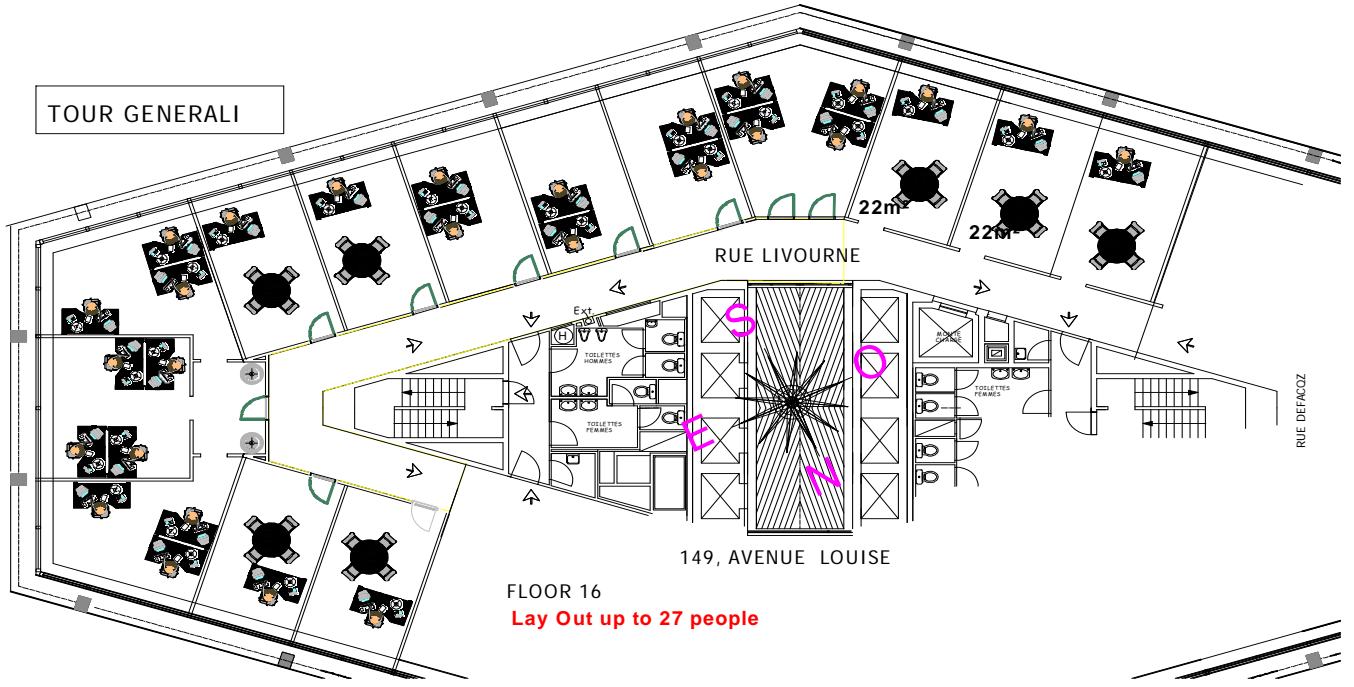 TOUR GENERALI
22m²
22m²
RUE LIVOURNE
Ext.
H
TOILETTES
HOMMES
TOILETTES
FEMMES
MONTE
CHARGE
TOILETTES
FEMMES
S
O
E
N
RUE DEFACQZ
149, AVENUE LOUISE
FLOOR 16
Lay Out up to 27 people